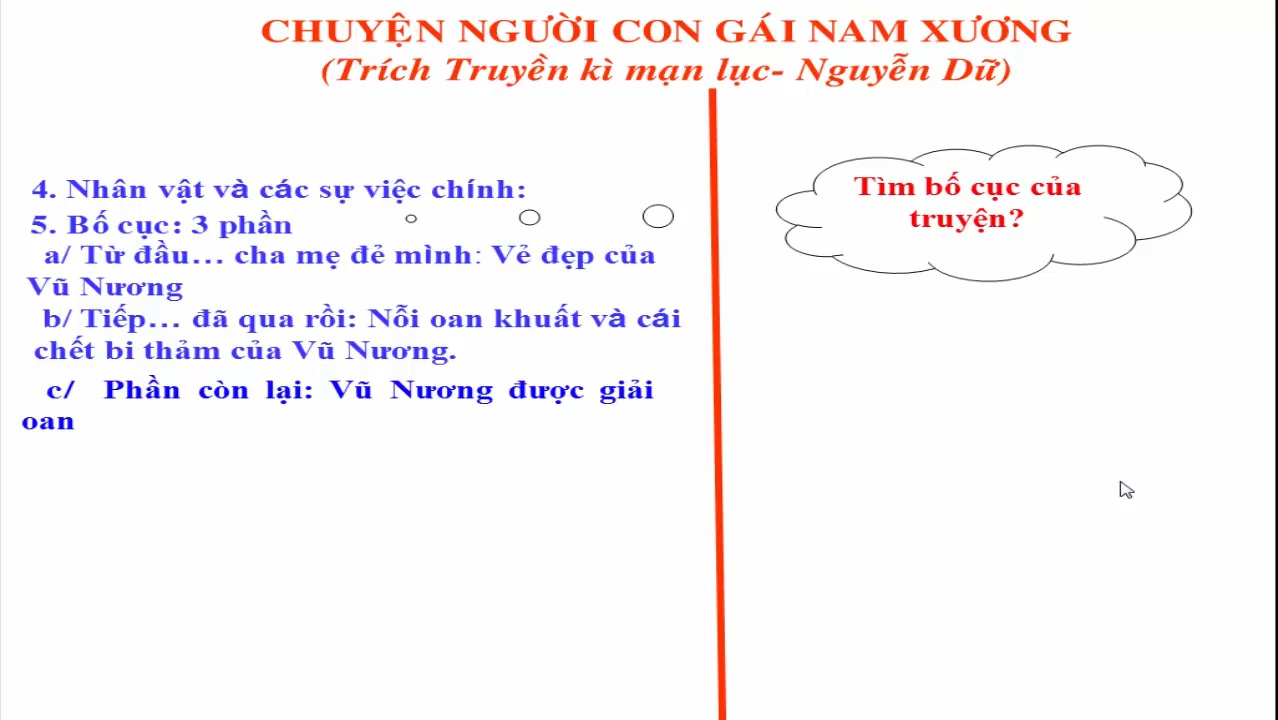 CHUYỆN NGƯỜI CON GÁI NAM XƯƠNG
(Trích Truyền kì mạn lục- Nguyễn Dữ)
4. Nhân vật và các sự việc chính:
5. Bố cục: 3 phần
a/ Từ đầu... cha mẹ đẻ mình: Vẻ đẹp của
Vũ Nương
b/ Tiếp... đã qua rồi: Nỗi oan khuất và cái
chết bi thảm của Vũ Nương.
c/ Phần còn lại: Vũ Nương được giải
oan
Tìm bố cục của
truyện?